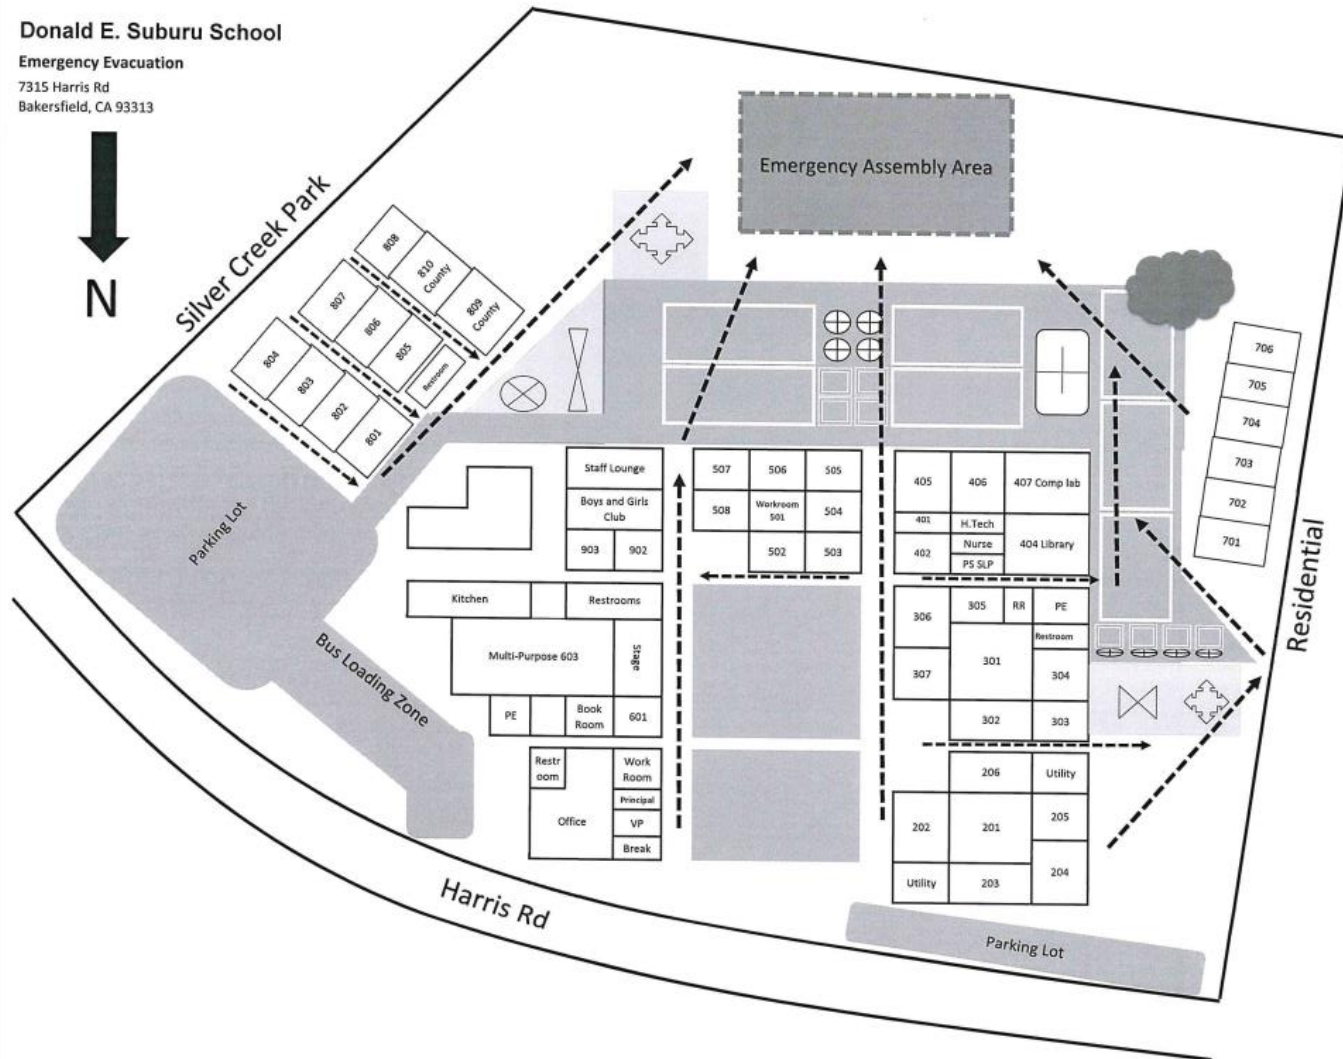 Donald E. Suburu School
Emergency Evacuation
7315 Harris Rd
Bakersfield, CA 93313
N
Silver Creek Park
Emergency Assembly Area
808
810
County
809
County
807
806
805
Restroom
804
803
802
801
706
705
704
703
702
701
Residential
Parking Lot
Bus Loading Zone
Staff Lounge
Boys and Girls
Club
903
902
507
506
505
508
Workroom
501
504
502
503
405
406
407 Comp lab
401
H.Tech
402
Nurse
PS SLP
404 Library
Kitchen
Restrooms
Multi-Purpose 603
Stage
PE
Book
Room
601
306
305
RR
PE
Restroom
301
307
304
302
303
Restr
oom
Work
Room
Principal
Office
VP
Break
206
Utility
202
201
205
204
Utility
203
Harris Rd
Parking Lot